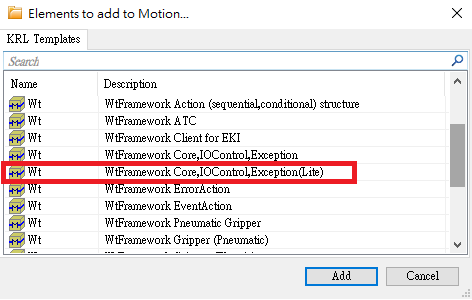 Elements to add to Motion...
KRL Templates
Search
Name Description
Wt WtFramework Action (sequential,conditional) structure
Wt WtFramework ATC
Wt WtFramework Client for EKI
Wt WtFramework Core,IOControl,Exception
Wt WtFramework Core,IOControl,Exception(Lite)
Wt WtFramework ErrorAction
Wt WtFramework EventAction
Wt WtFramework Pneumatic Gripper
Wt WtFramework Gripper (Pneumatic)
Add Cancel